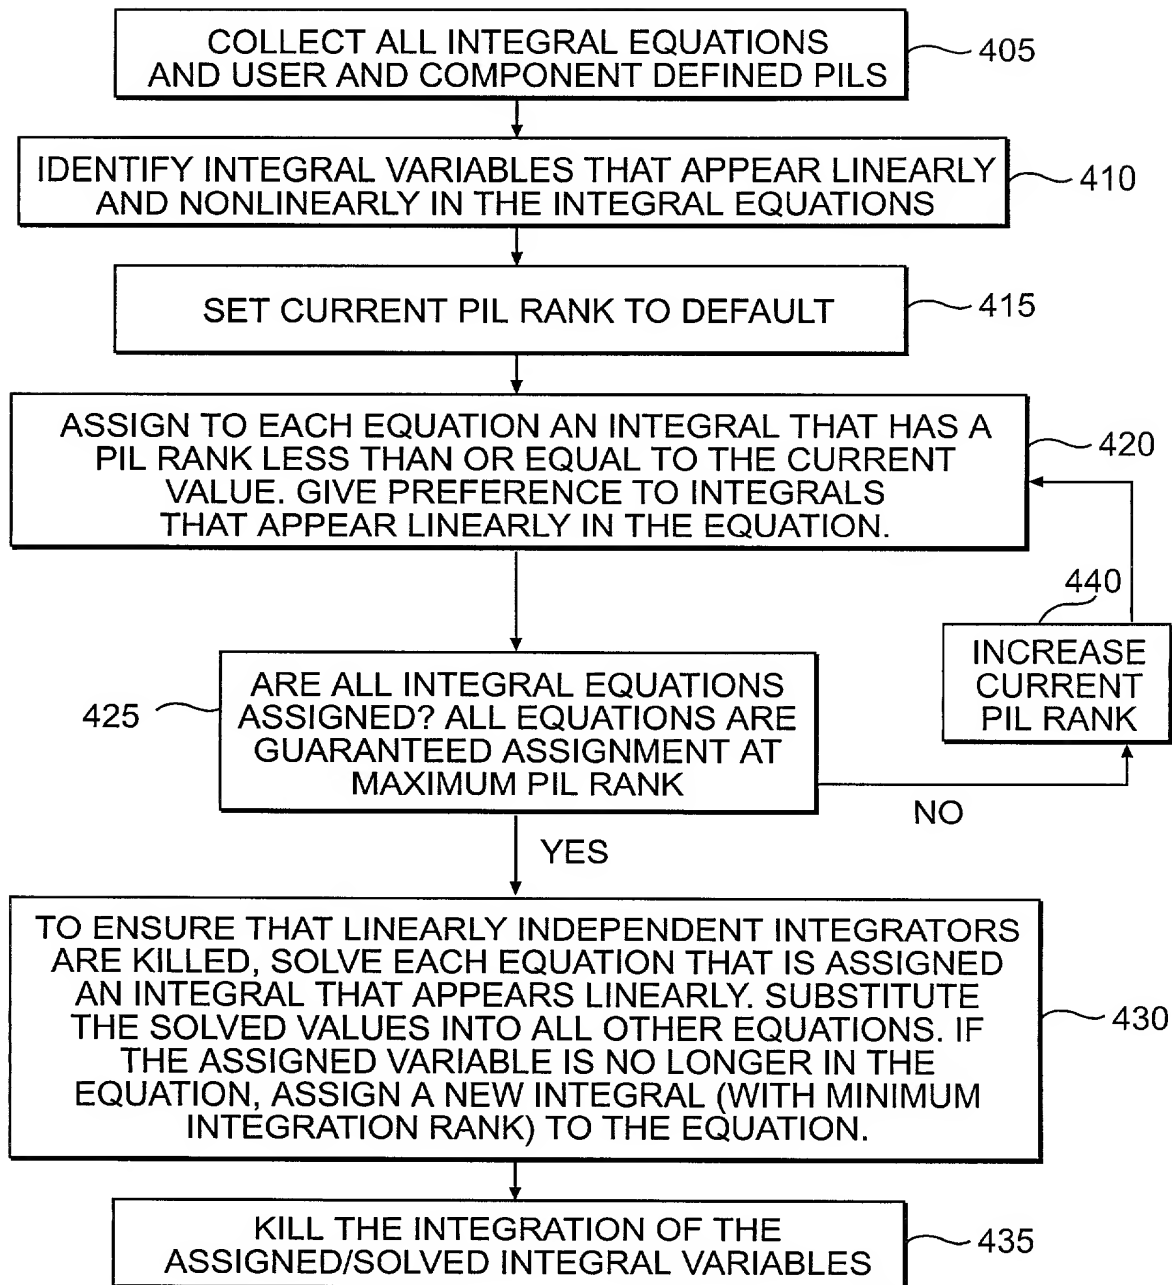 COLLECT ALL INTEGRAL EQUATIONS
AND USER AND COMPONENT DEFINED PILS
405
IDENTIFY INTEGRAL VARIABLES THAT APPEAR LINEARLY
AND NONLINEARLY IN THE INTEGRAL EQUATIONS
410
SET CURRENT PIL RANK TO DEFAULT
415
ASSIGN TO EACH EQUATION AN INTEGRAL THAT HAS A
PIL RANK LESS THAN OR EQUAL TO THE CURRENT
VALUE. GIVE PREFERENCE TO INTEGRALS
THAT APPEAR LINEARLY IN THE EQUATION.
420
440
INCREASE
CURRENT
PIL RANK
ARE ALL INTEGRAL EQUATIONS
ASSIGNED? ALL EQUATIONS ARE
GUARANTEED ASSIGNMENT AT
MAXIMUM PIL RANK
425
NO
YES
TO ENSURE THAT LINEARLY INDEPENDENT INTEGRATORS
ARE KILLED, SOLVE EACH EQUATION THAT IS ASSIGNED
AN INTEGRAL THAT APPEARS LINEARLY. SUBSTITUTE
THE SOLVED VALUES INTO ALL OTHER EQUATIONS. IF
THE ASSIGNED VARIABLE IS NO LONGER IN THE
EQUATION, ASSIGN A NEW INTEGRAL (WITH MINIMUM
INTEGRATION RANK) TO THE EQUATION.
430
KILL THE INTEGRATION OF THE
ASSIGNED/SOLVED INTEGRAL VARIABLES
435